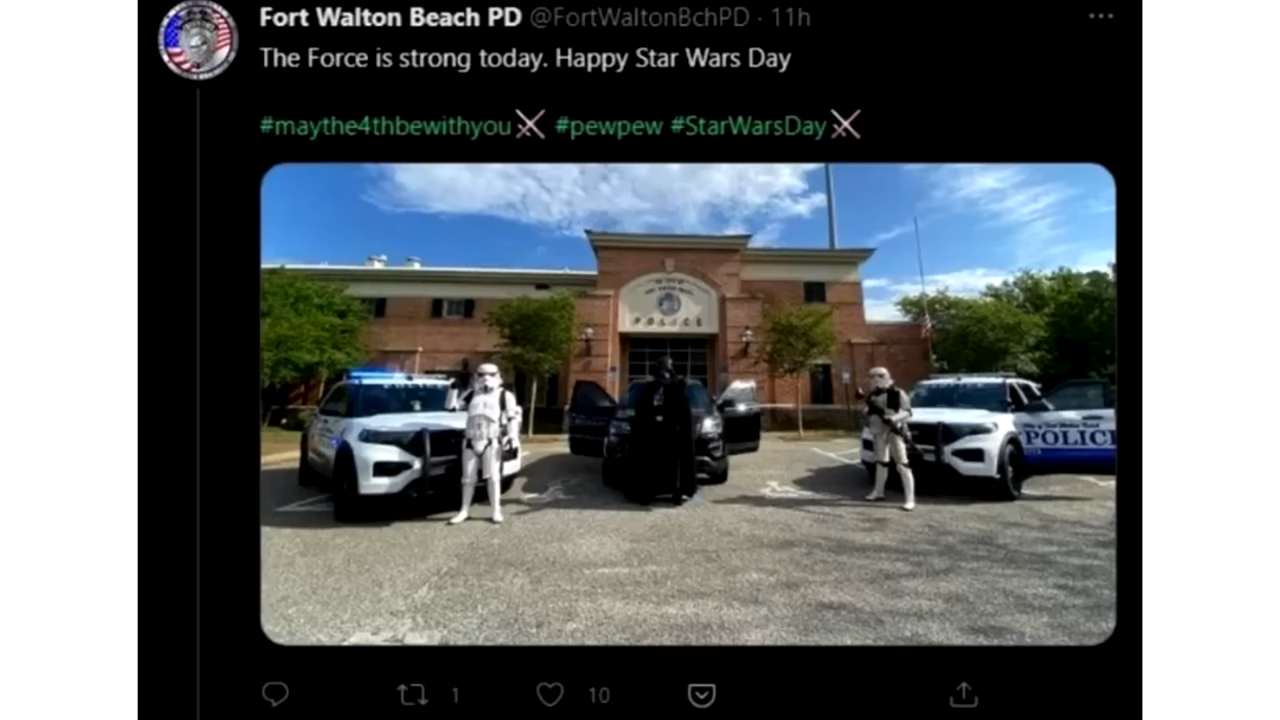 Fort Walton Beach PD @FortWaltonBchPD · 11h
The Force is strong today. Happy Star Wars Day
#maythe4thbewithyou #pewpew #StarWarsDay
POLICE
POLICE
1 10